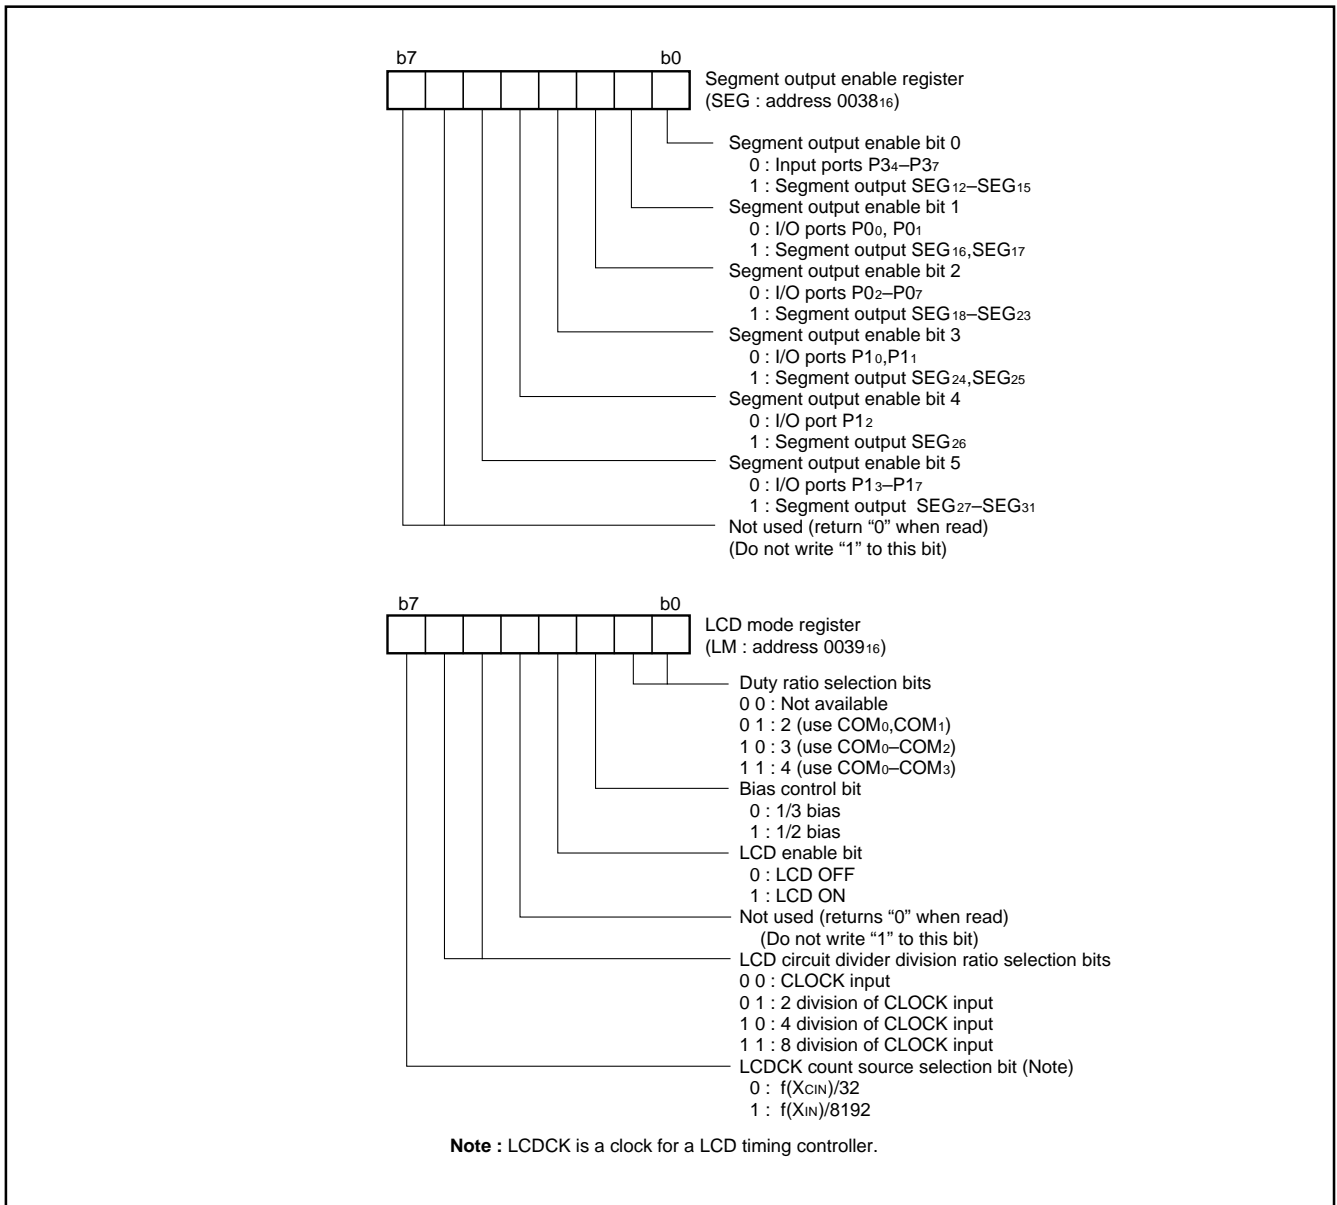 b7 b0
Segment output enable register
(SEG : address 0038₁₆)
Segment output enable bit 0
0 : Input ports P3₄–P3₇
1 : Segment output SEG₁₂–SEG₁₅
Segment output enable bit 1
0 : I/O ports P0₀, P0₁
1 : Segment output SEG₁₆,SEG₁₇
Segment output enable bit 2
0 : I/O ports P0₂–P0₇
1 : Segment output SEG₁₈–SEG₂₃
Segment output enable bit 3
0 : I/O ports P1₀,P1₁
1 : Segment output SEG₂₄,SEG₂₅
Segment output enable bit 4
0 : I/O port P1₂
1 : Segment output SEG₂₆
Segment output enable bit 5
0 : I/O ports P1₃–P1₇
1 : Segment output SEG₂₇–SEG₃₁
Not used (return “0” when read)
(Do not write “1” to this bit)
b7 b0
LCD mode register
(LM : address 0039₁₆)
Duty ratio selection bits
0 0 : Not available
0 1 : 2 (use COM₀,COM₁)
1 0 : 3 (use COM₀–COM₂)
1 1 : 4 (use COM₀–COM₃)
Bias control bit
0 : 1/3 bias
1 : 1/2 bias
LCD enable bit
0 : LCD OFF
1 : LCD ON
Not used (returns “0” when read)
(Do not write “1” to this bit)
LCD circuit divider division ratio selection bits
0 0 : CLOCK input
0 1 : 2 division of CLOCK input
1 0 : 4 division of CLOCK input
1 1 : 8 division of CLOCK input
LCDCK count source selection bit (Note)
0 : f(XCIN)/32
1 : f(XIN)/8192
Note : LCDCK is a clock for a LCD timing controller.